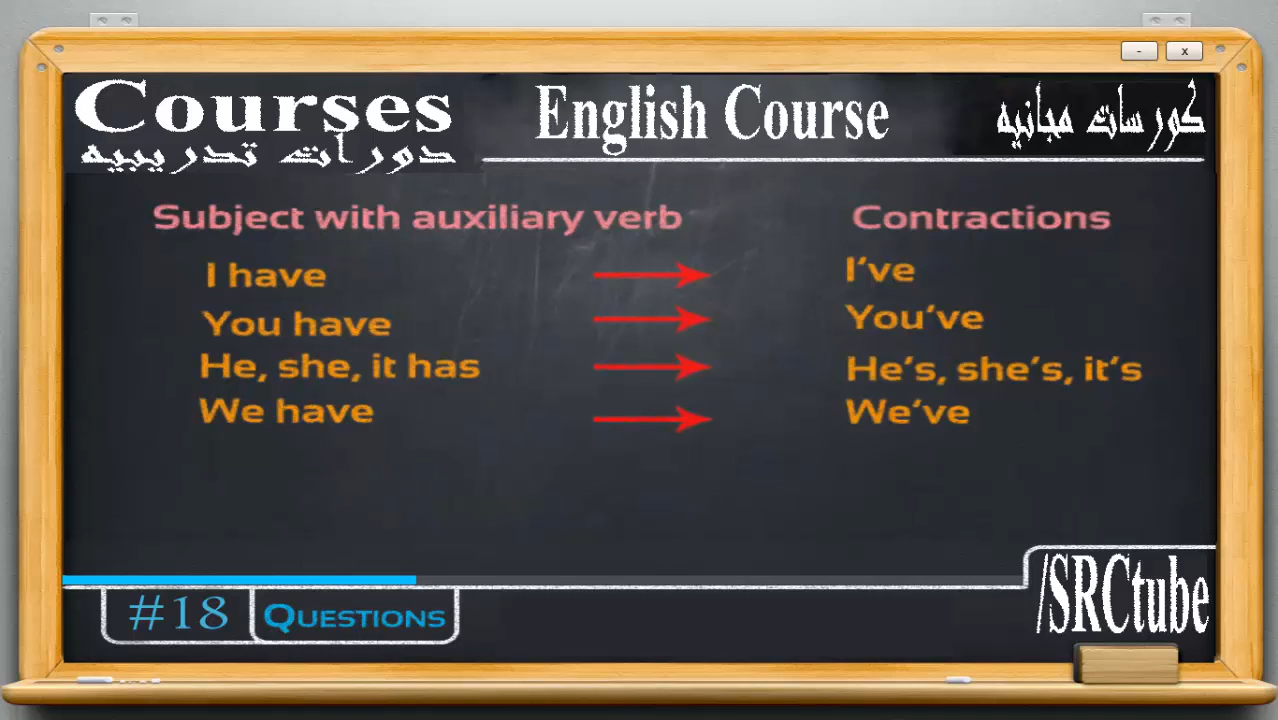 - x
Courses
دورات تدريبيه
English Course
كورسات مجانيه
Subject with auxiliary verb Contractions
I have I've
You have You've
He, she, it has He's, she's, it's
We have We've
#18 Questions
/SRCtube